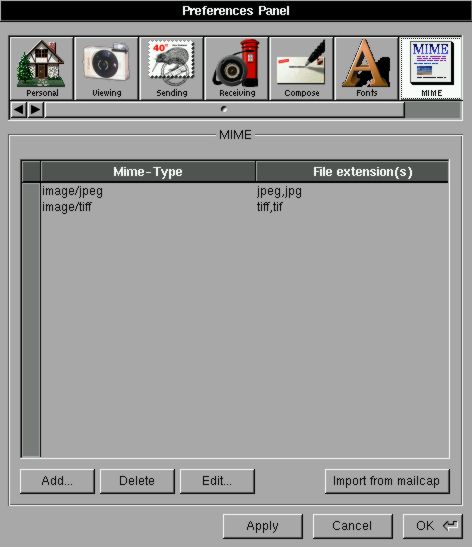 Preferences Panel
40°
MIME
Personal
Viewing
Sending
Receiving
Compose
Fonts
MIME
MIME
Mime-Type File extension(s)
image/jpeg jpeg,jpg
image/tiff tiff,tif
Add... Delete Edit... Import from mailcap
Apply Cancel OK